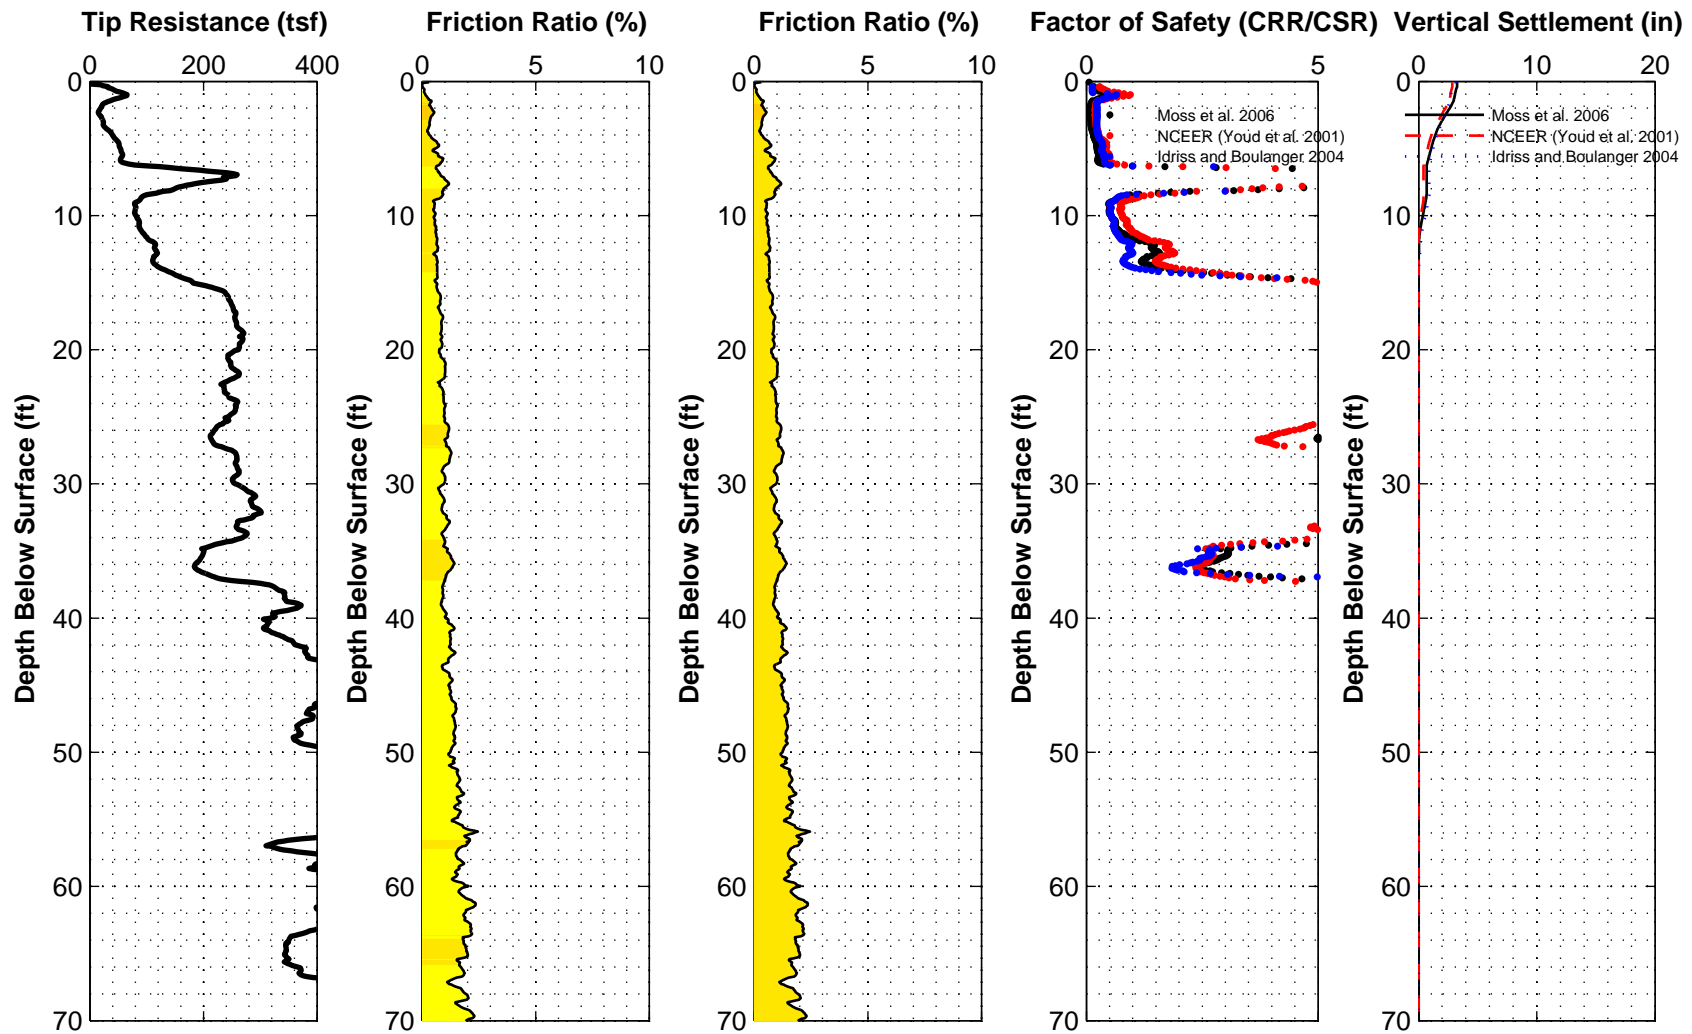 Tip Resistance (tsf)
Friction Ratio (%)
Friction Ratio (%)
Factor of Safety (CRR/CSR)
Vertical Settlement (in)
0 200 400
0 5 10
0 5 10
0 5
0 10 20
0
10
20
30
40
50
60
70
Depth Below Surface (ft)
0
10
20
30
40
50
60
70
Depth Below Surface (ft)
0
10
20
30
40
50
60
70
Depth Below Surface (ft)
0
10
20
30
40
50
60
70
Depth Below Surface (ft)
Moss et al. 2006
NCEER (Youd et al. 2001)
Idriss and Boulanger 2004
0
10
20
30
40
50
60
70
Depth Below Surface (ft)
Moss et al. 2006
NCEER (Youd et al. 2001)
Idriss and Boulanger 2004